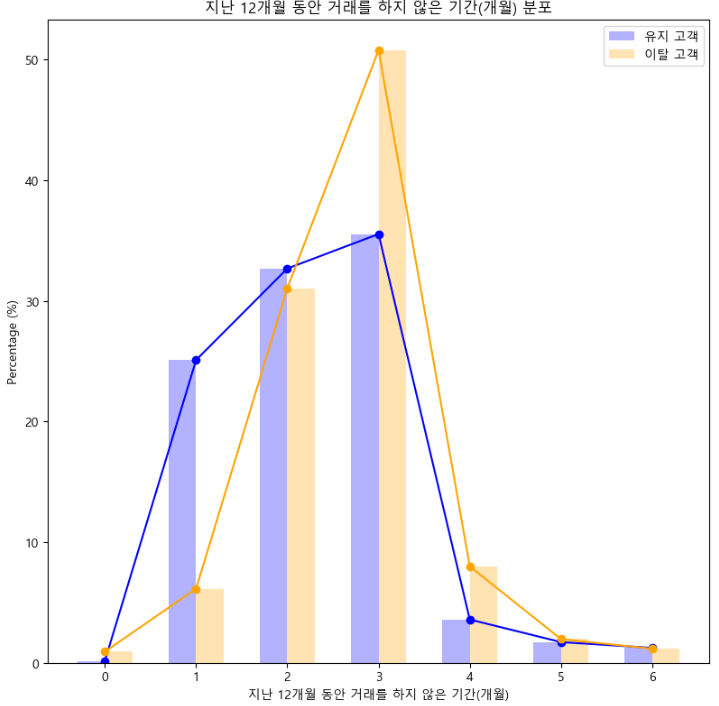 지난 12개월 동안 거래를 하지 않은 기간(개월) 분포
유지 고객
이탈 고객
Percentage (%)
50
40
30
20
10
0
0 1 2 3 4 5 6
지난 12개월 동안 거래를 하지 않은 기간(개월)